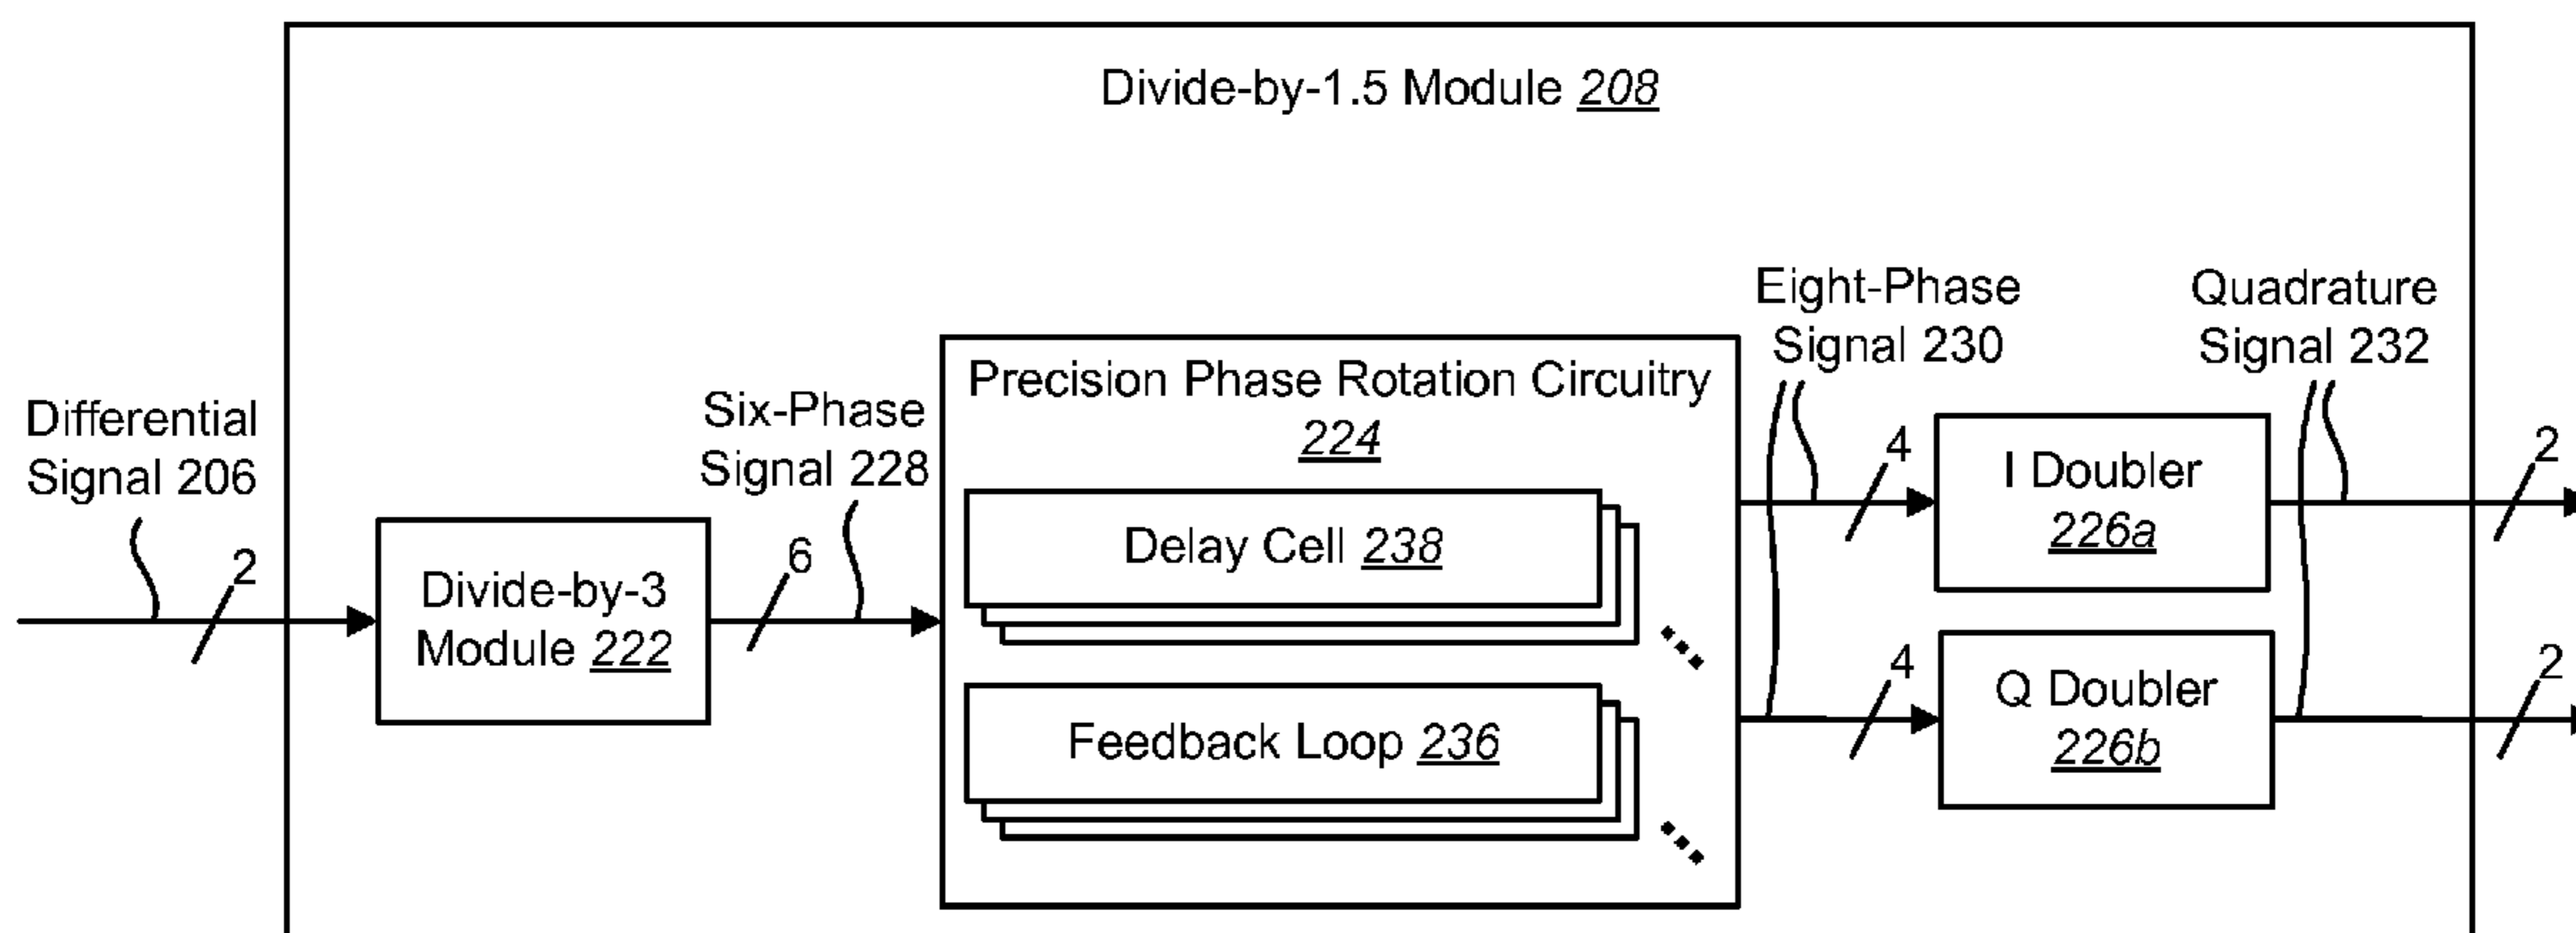 Divide-by-1.5 Module 208
Differential
Signal 206
2
Divide-by-3
Module 222
Six-Phase
Signal 228
6
Precision Phase Rotation Circuitry
224
Delay Cell 238
Feedback Loop 236
Eight-Phase
Signal 230
4
4
I Doubler
226a
Q Doubler
226b
Quadrature
Signal 232
2
2